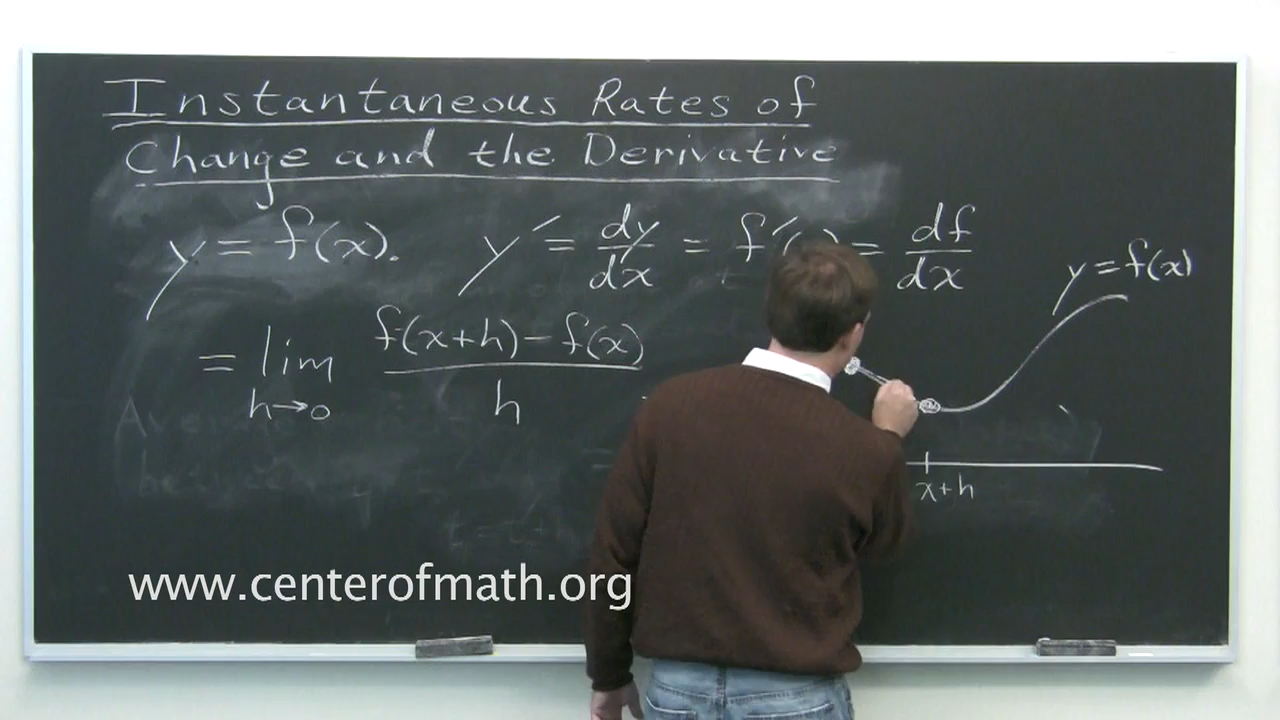 Instantaneous Rates of
Change and the Derivative
y = f(x). y′ = dy/dx = f′( ) = df/dx
y = f(x)
= lim h→0 f(x+h) - f(x) / h
x+h
www.centerofmath.org